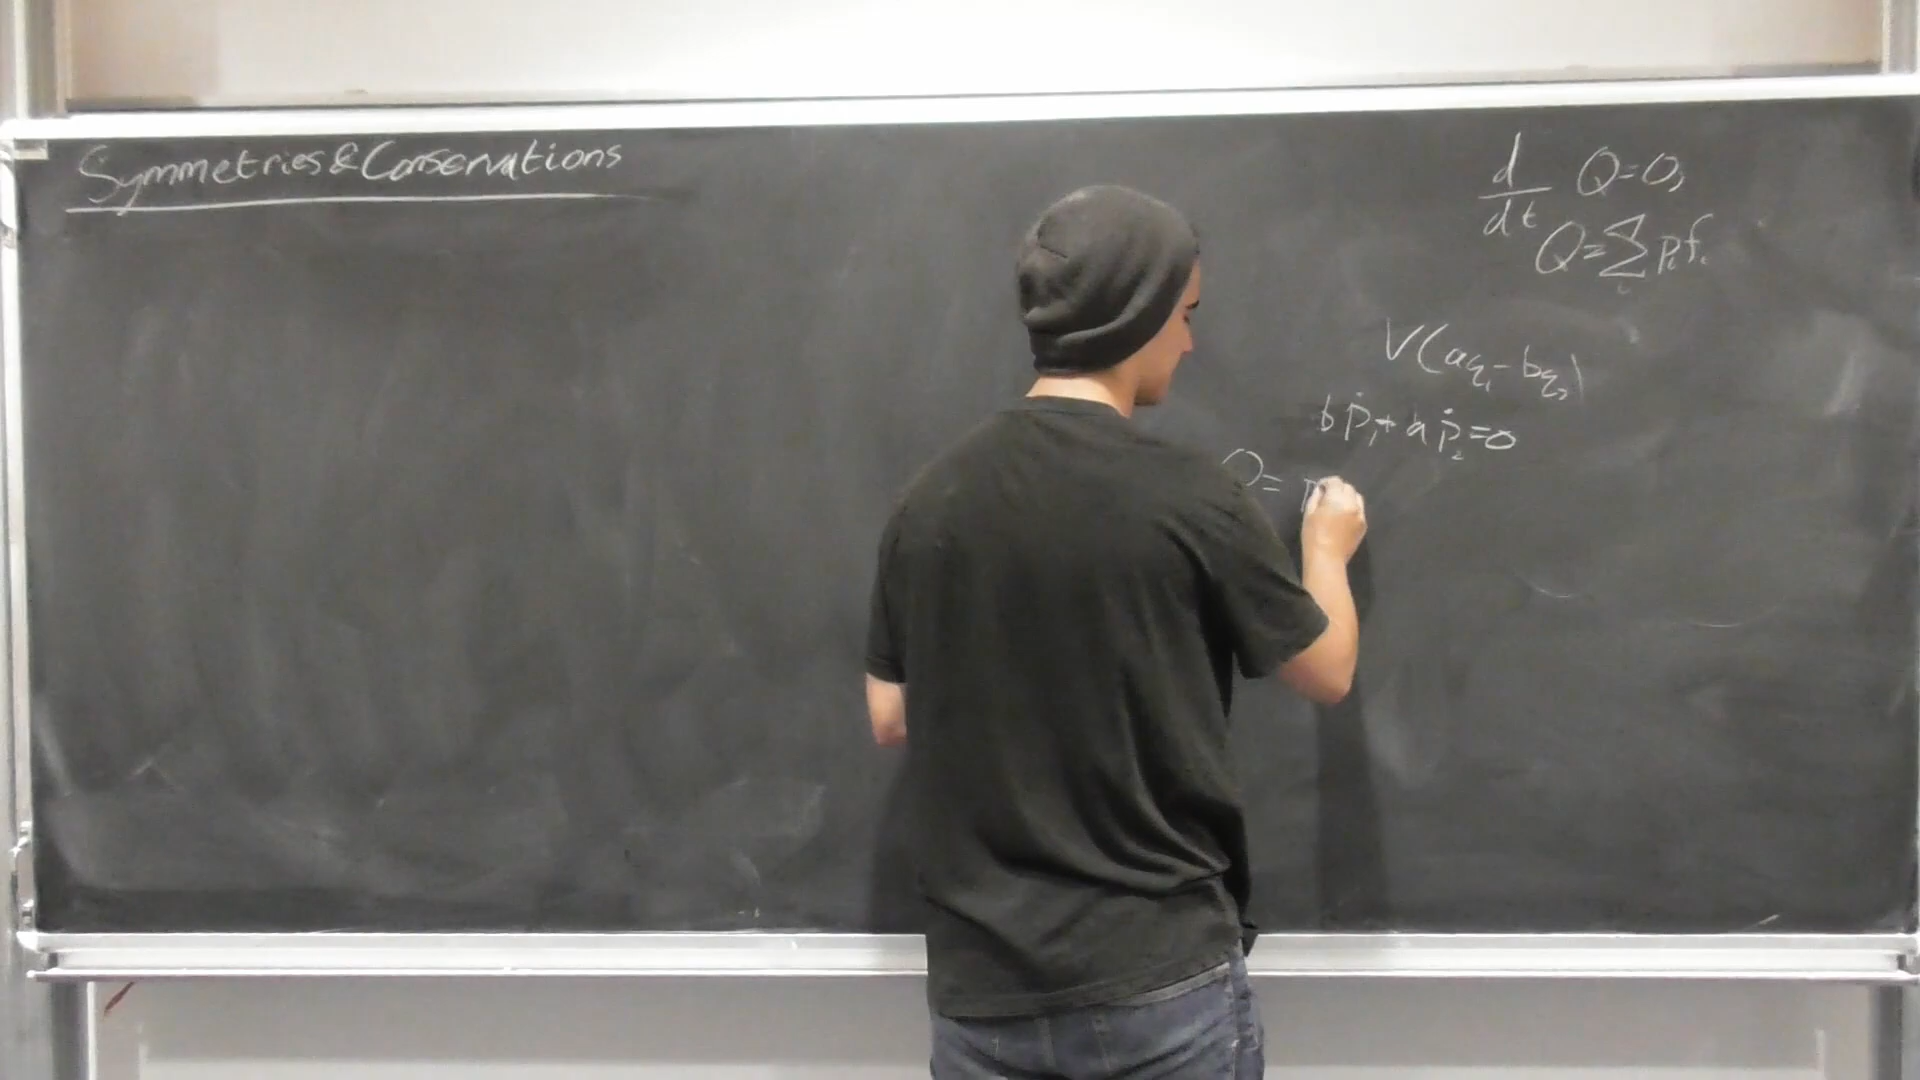 Symmetries & Conservations
d/dt Q=0,
Q=∑ᵢ pᵢfᵢ
V(aq₁-bq₂)
bṗ₁+aṗ₂=0
Q= p